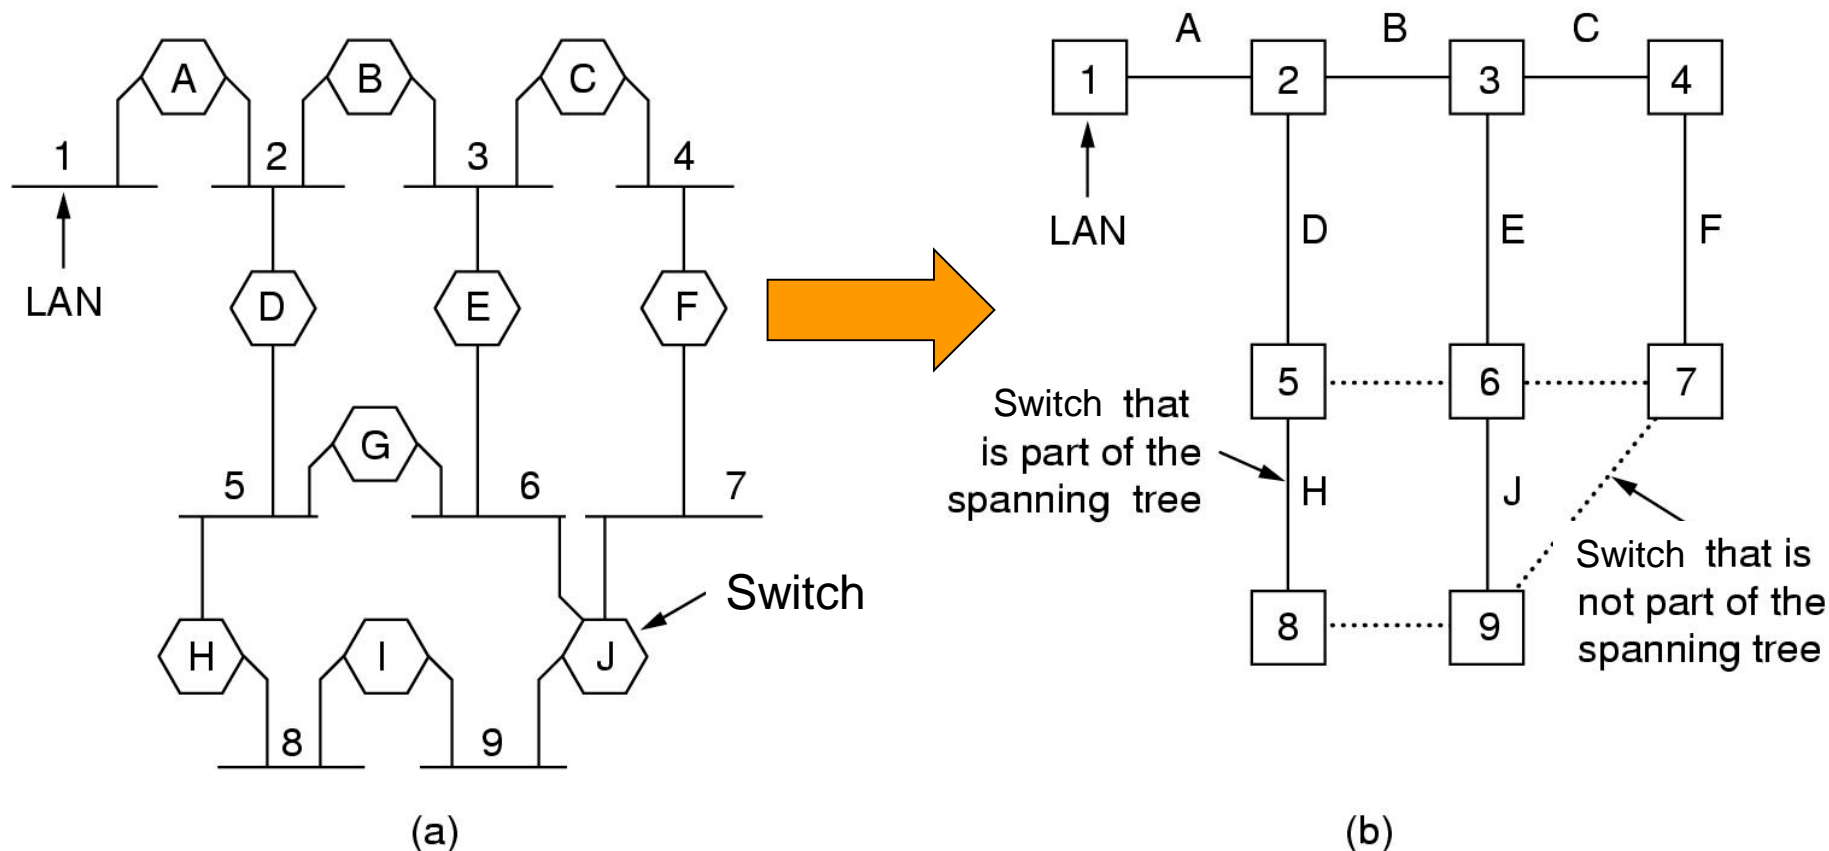 A B C
1 2 3 4
LAN
D E F
G
5 6 7
Switch
H I J
8 9
(a)
A B C
1 2 3 4
LAN
D E F
5 6 7
Switch that
is part of the
spanning tree
H J
Switch that is
not part of the
spanning tree
8 9
(b)